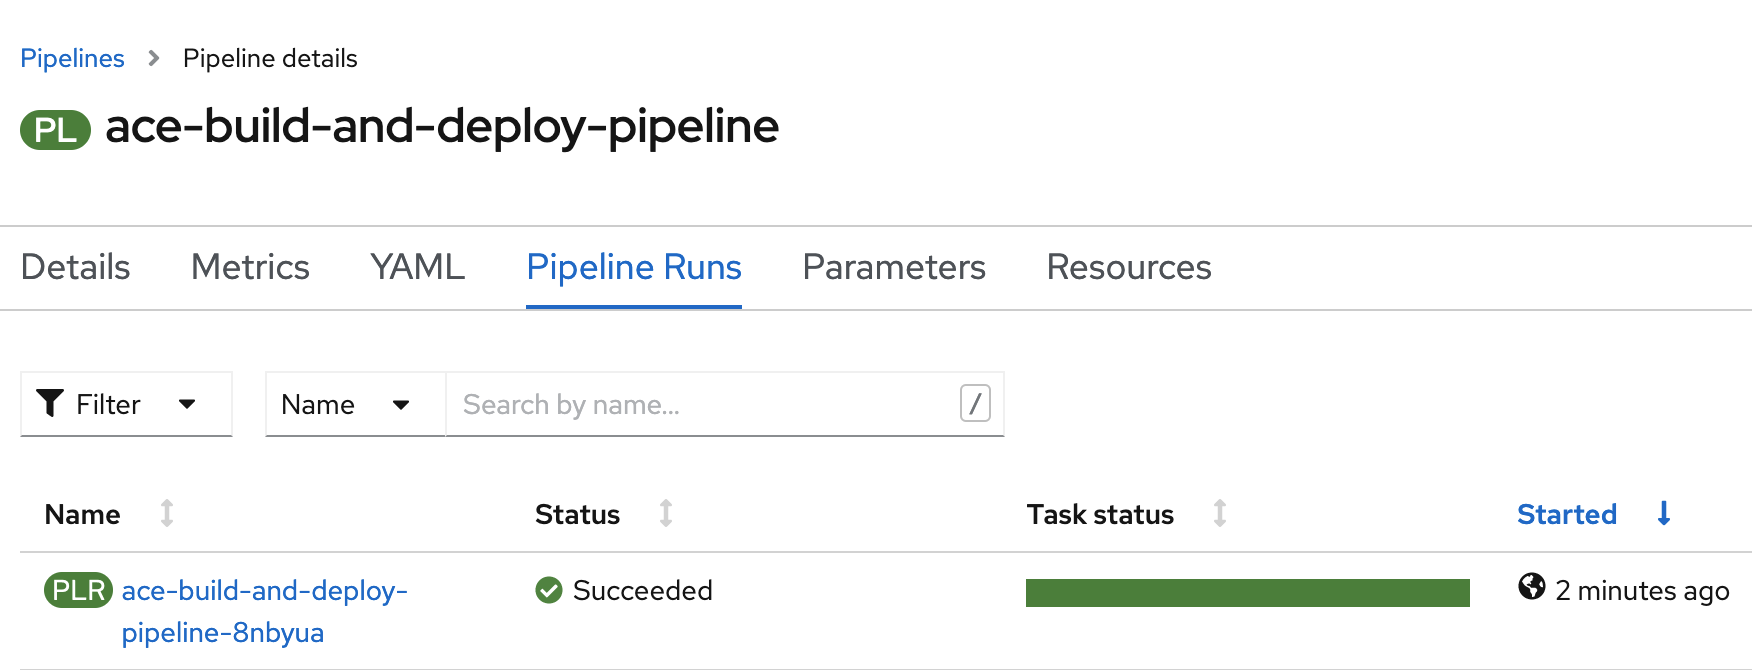 Pipelines > Pipeline details
PL ace-build-and-deploy-pipeline
Details Metrics YAML Pipeline Runs Parameters Resources
Filter Name Search by name... /
Name Status Task status Started
PLR ace-build-and-deploy- Succeeded 2 minutes ago
pipeline-8nbyua